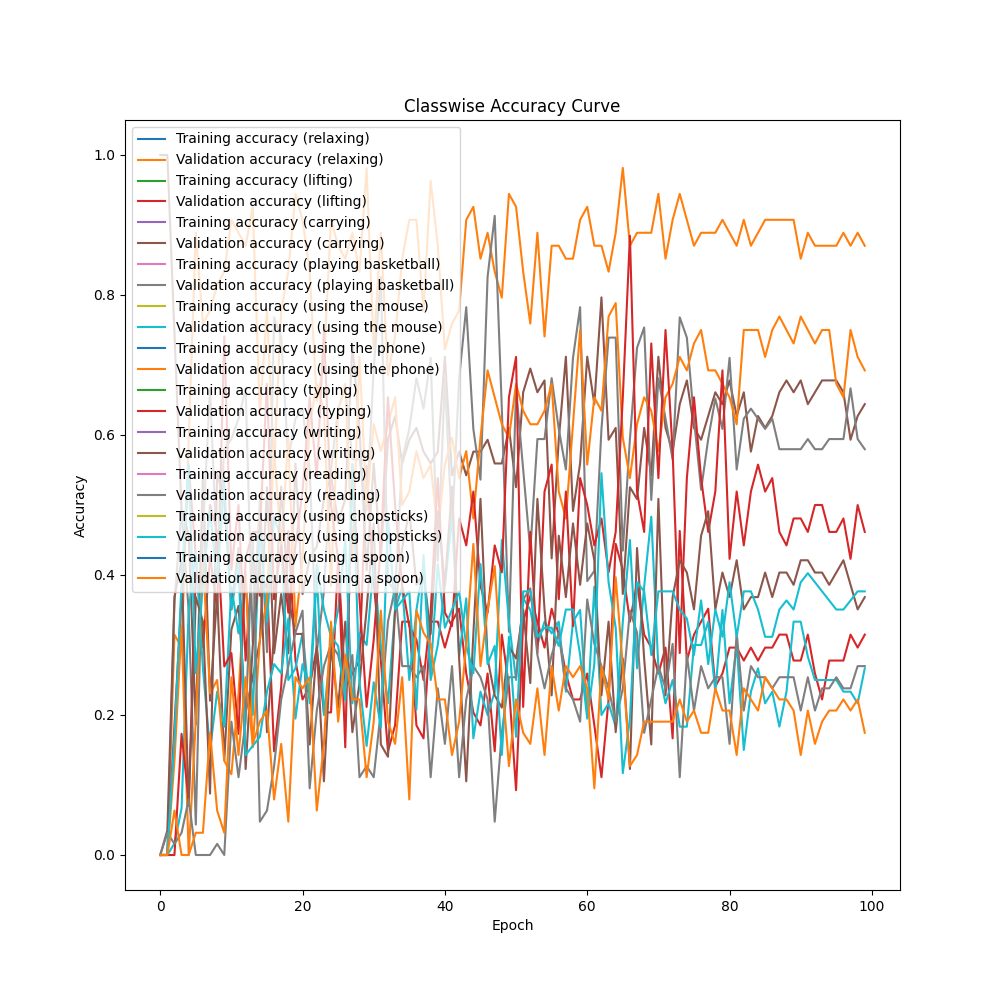 Classwise Accuracy Curve
Training accuracy (relaxing)
Validation accuracy (relaxing)
Training accuracy (lifting)
Validation accuracy (lifting)
Training accuracy (carrying)
Validation accuracy (carrying)
Training accuracy (playing basketball)
Validation accuracy (playing basketball)
Training accuracy (using the mouse)
Validation accuracy (using the mouse)
Training accuracy (using the phone)
Validation accuracy (using the phone)
Training accuracy (typing)
Validation accuracy (typing)
Training accuracy (writing)
Validation accuracy (writing)
Training accuracy (reading)
Validation accuracy (reading)
Training accuracy (using chopsticks)
Validation accuracy (using chopsticks)
Training accuracy (using a spoon)
Validation accuracy (using a spoon)
1.0
0.8
0.6
0.4
0.2
0.0
Accuracy
0 20 40 60 80 100
Epoch